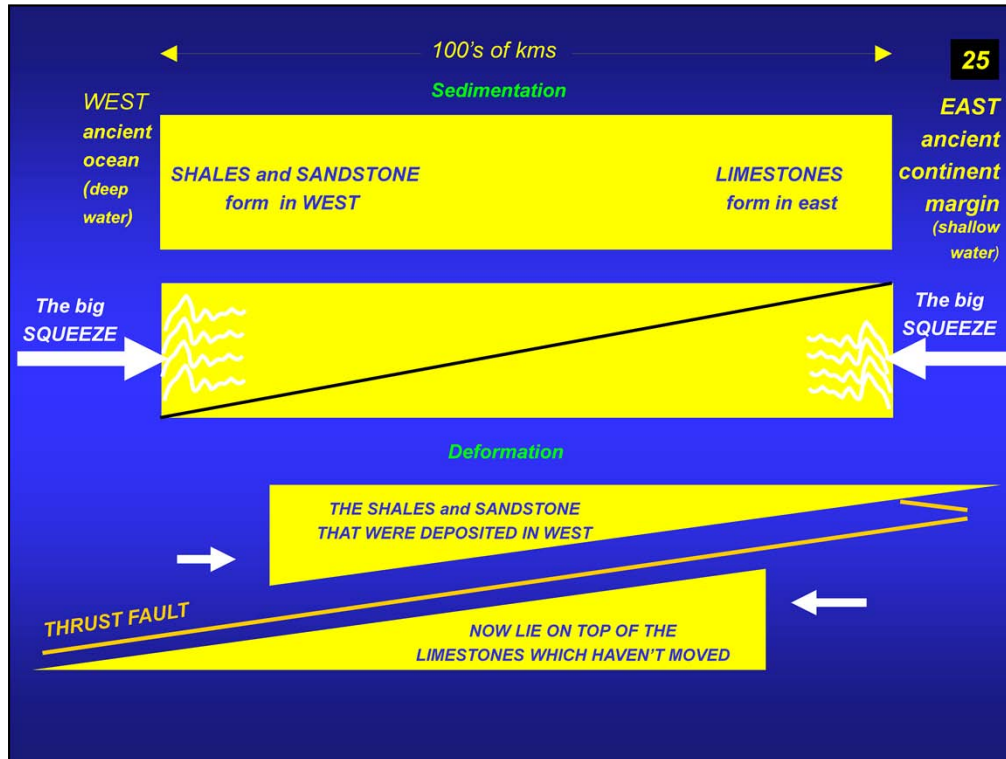 100's of kms
25
Sedimentation
WEST
ancient
ocean
(deep
water)
SHALES and SANDSTONE
form in WEST
LIMESTONES
form in east
EAST
ancient
continent
margin
(shallow
water)
The big
SQUEEZE
The big
SQUEEZE
Deformation
THE SHALES and SANDSTONE
THAT WERE DEPOSITED IN WEST
THRUST FAULT
NOW LIE ON TOP OF THE
LIMESTONES WHICH HAVEN'T MOVED